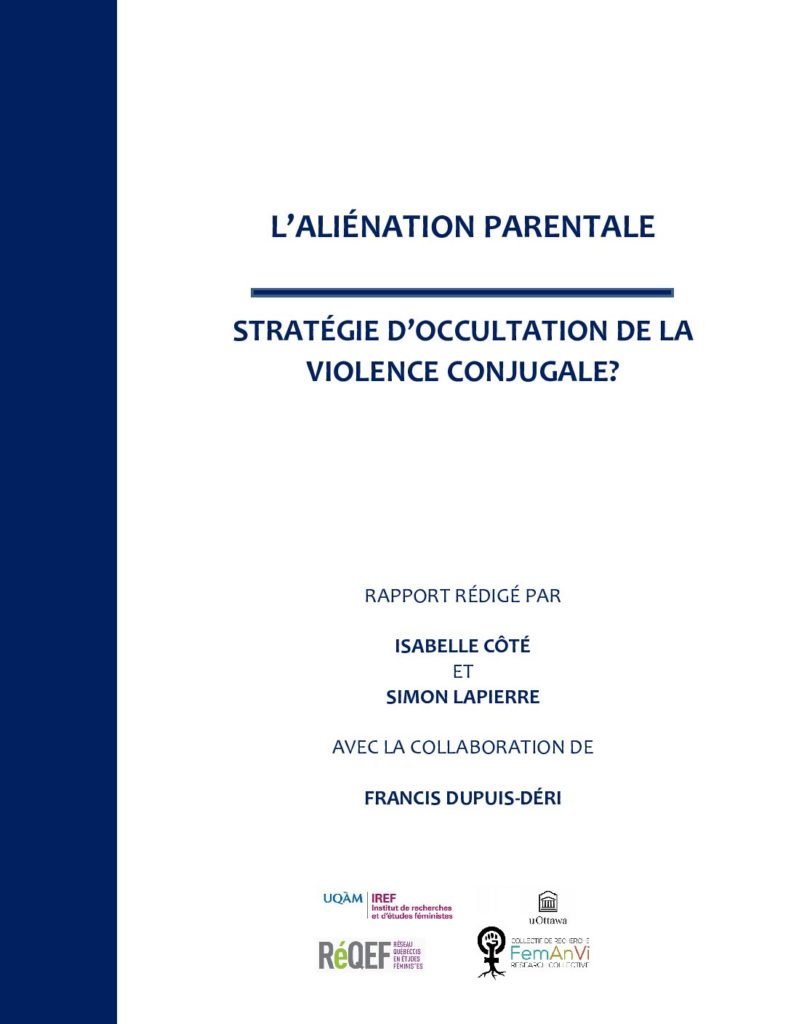 L'ALIÉNATION PARENTALE
STRATÉGIE D'OCCULTATION DE LA
VIOLENCE CONJUGALE?
RAPPORT RÉDIGÉ PAR
ISABELLE CÔTÉ
ET
SIMON LAPIERRE
AVEC LA COLLABORATION DE
FRANCIS DUPUIS-DÉRI
UQÀM IREF
Institut de recherches
et d'études féministes
uOttawa
RéQEF RÉSEAU
QUÉBÉCOIS
EN ÉTUDES
FÉMINISTES
COLLECTIF DE RECHERCHE
FemAnVi
RESEARCH COLLECTIVE